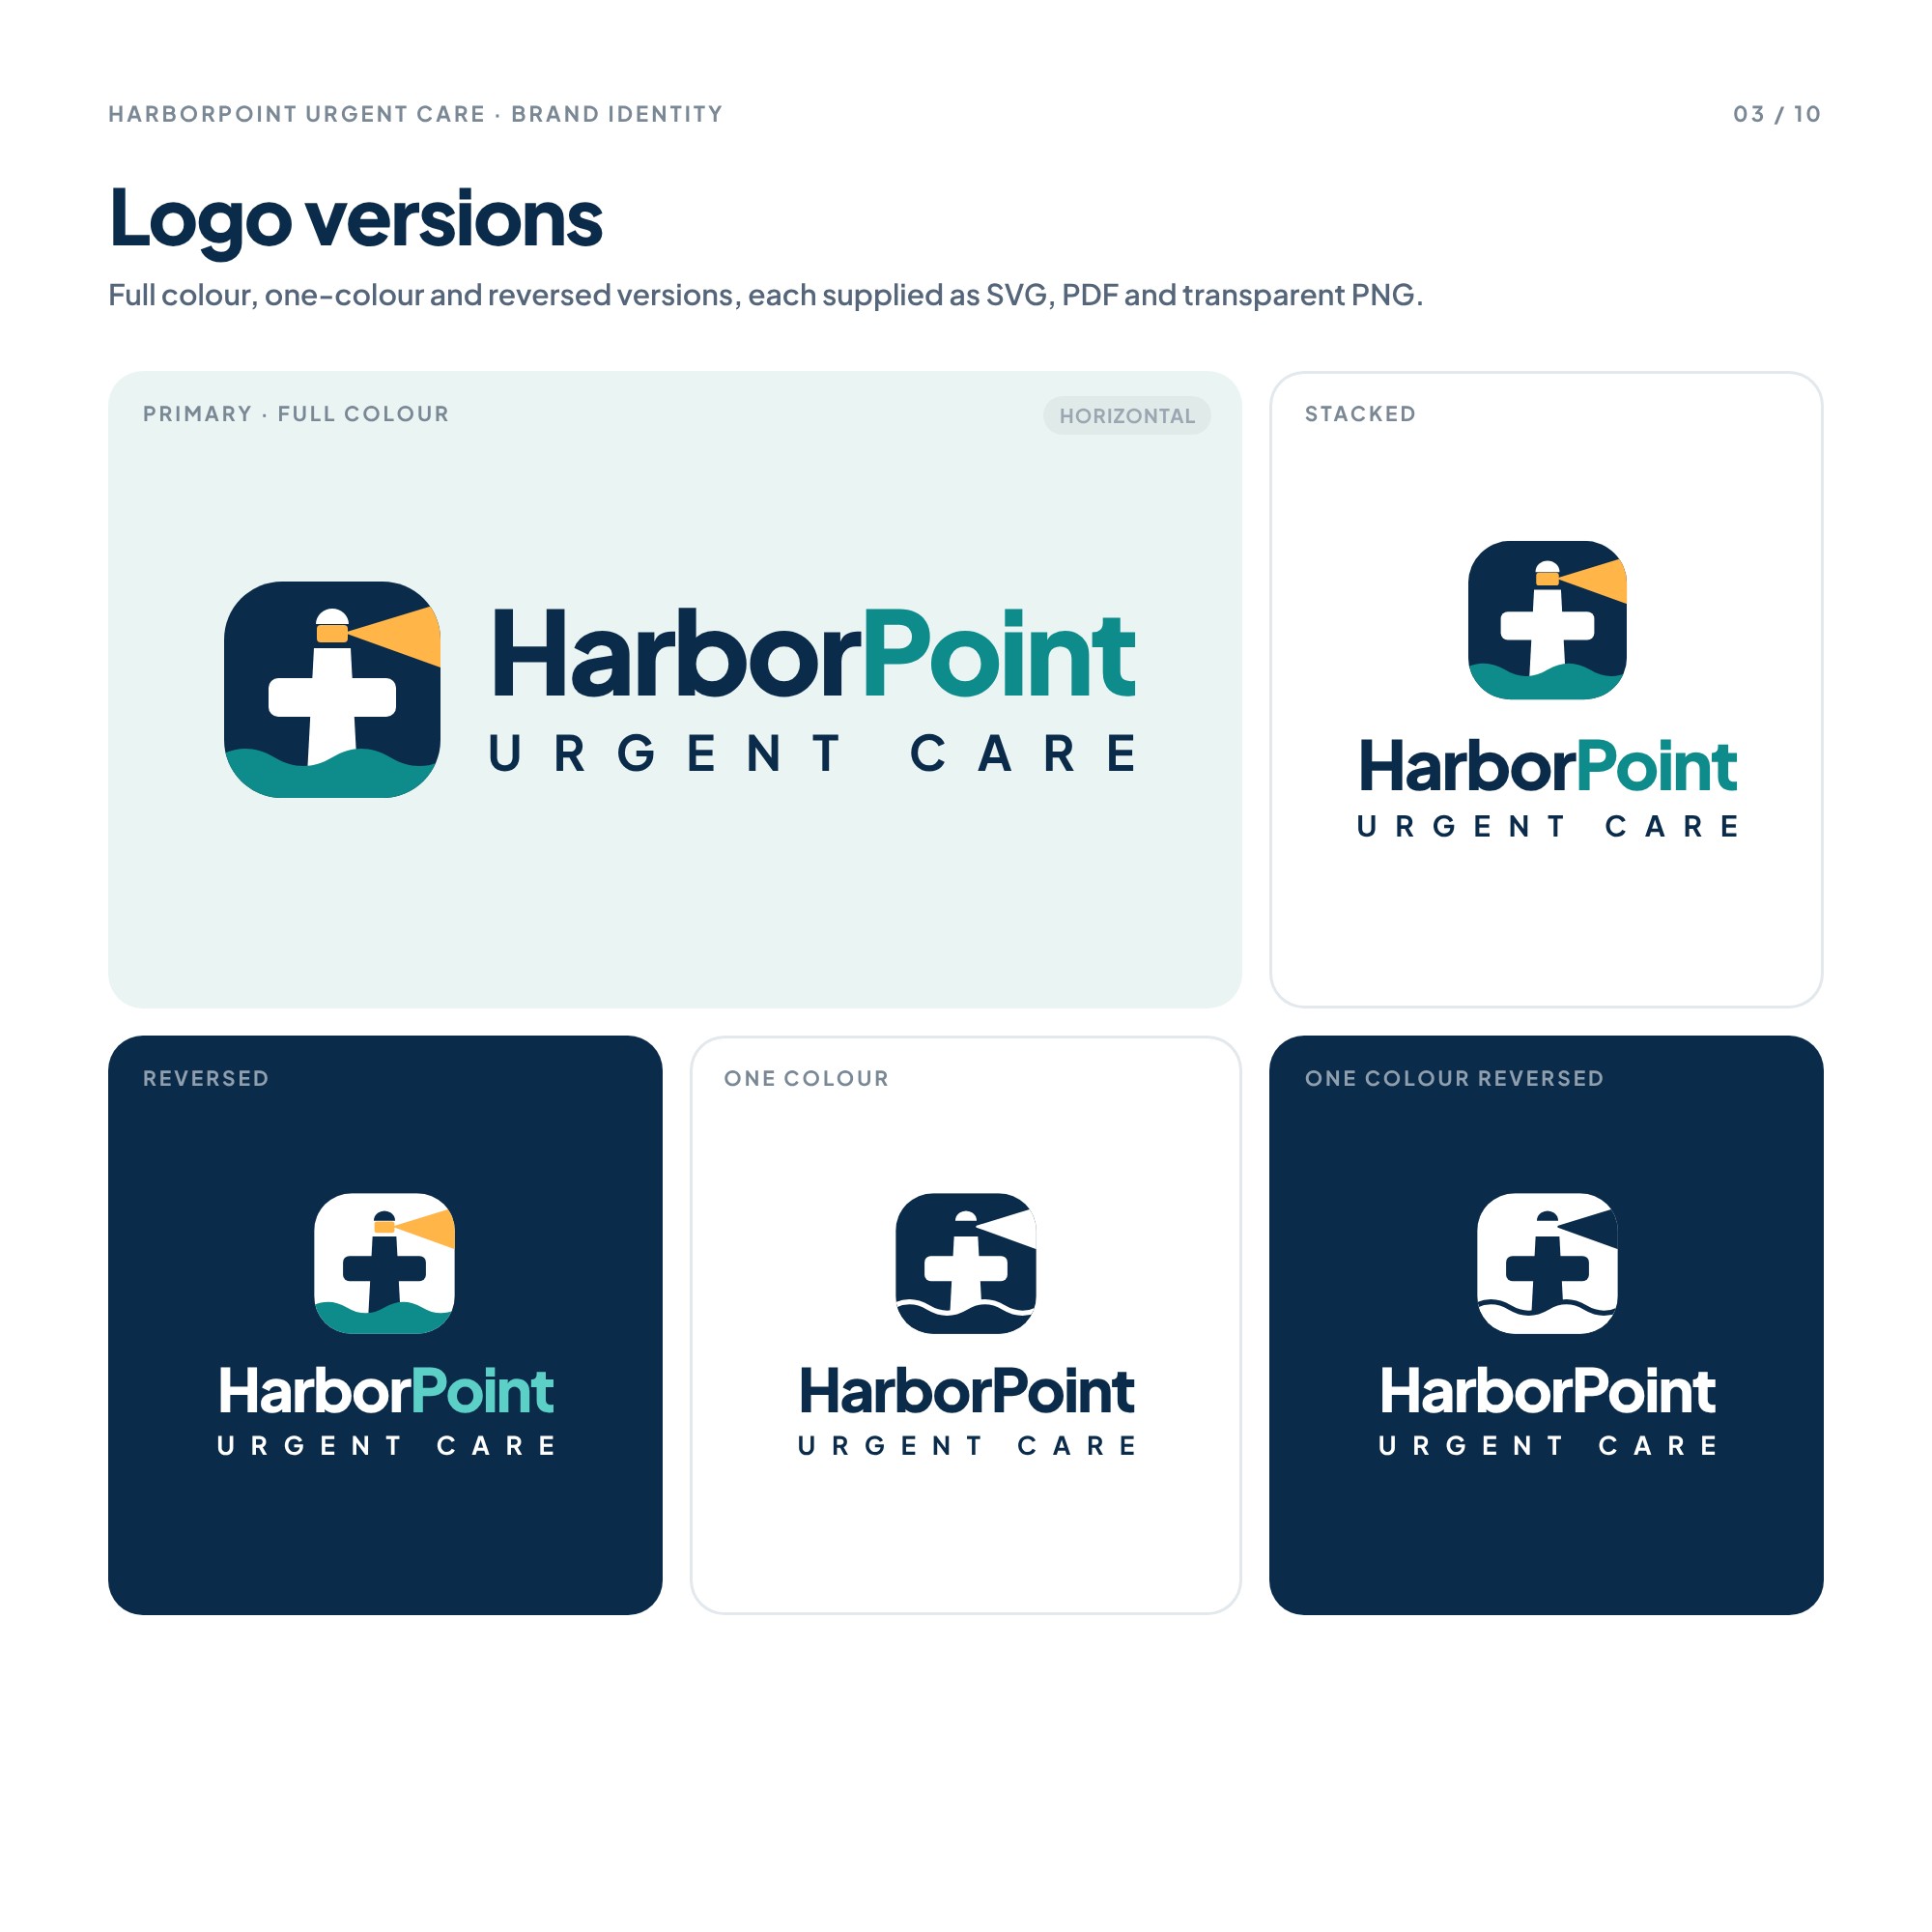 HARBORPOINT URGENT CARE · BRAND IDENTITY
03 / 10
Logo versions
Full colour, one-colour and reversed versions, each supplied as SVG, PDF and transparent PNG.
PRIMARY · FULL COLOUR
HORIZONTAL
HarborPoint
URGENT CARE
STACKED
HarborPoint
URGENT CARE
REVERSED
HarborPoint
URGENT CARE
ONE COLOUR
HarborPoint
URGENT CARE
ONE COLOUR REVERSED
HarborPoint
URGENT CARE